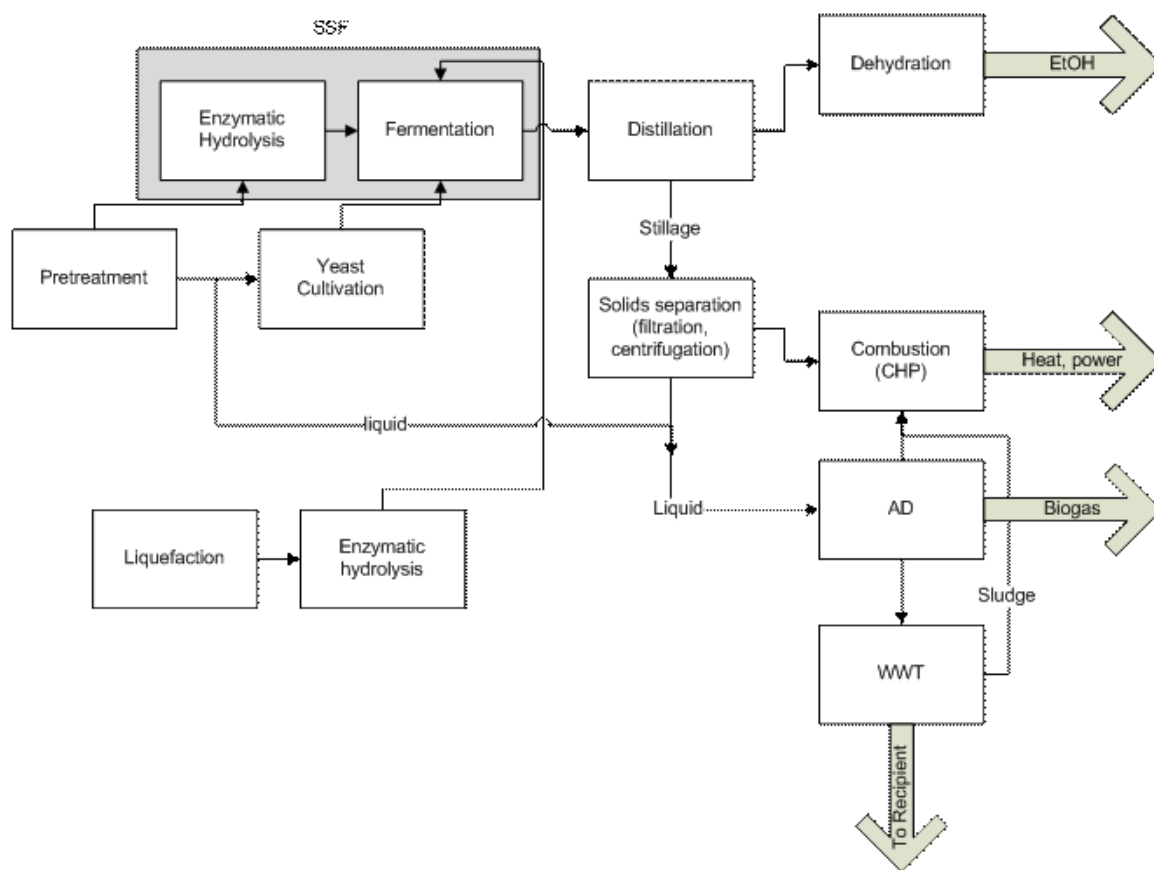 SSF
Dehydration
EtOH
Enzymatic
Hydrolysis
Fermentation
Distillation
Stillage
Pretreatment
Yeast
Cultivation
Solids separation
(filtration,
centrifugation)
Combustion
(CHP)
Heat, power
liquid
Liquid
AD
Biogas
Liquefaction
Enzymatic
hydrolysis
Sludge
WWT
To Recipient